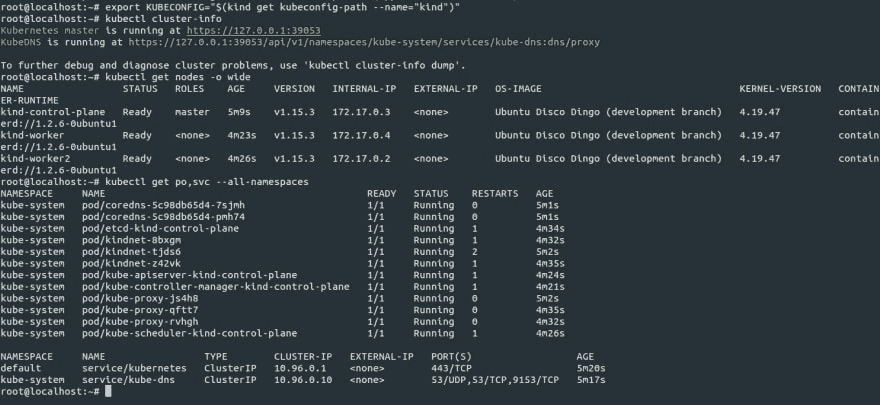 root@localhost:~# export KUBECONFIG="$(kind get kubeconfig-path --name="kind")"
root@localhost:~# kubectl cluster-info
Kubernetes master is running at https://127.0.0.1:39053
KubeDNS is running at https://127.0.0.1:39053/api/v1/namespaces/kube-system/services/kube-dns:dns/proxy

To further debug and diagnose cluster problems, use 'kubectl cluster-info dump'.
root@localhost:~# kubectl get nodes -o wide
NAME                 STATUS   ROLES    AGE     VERSION   INTERNAL-IP   EXTERNAL-IP   OS-IMAGE                                  KERNEL-VERSION   CONTAIN
ER-RUNTIME
kind-control-plane   Ready    master   5m9s    v1.15.3   172.17.0.3    <none>        Ubuntu Disco Dingo (development branch)   4.19.47          contain
erd://1.2.6-0ubuntu1
kind-worker          Ready    <none>   4m23s   v1.15.3   172.17.0.4    <none>        Ubuntu Disco Dingo (development branch)   4.19.47          contain
erd://1.2.6-0ubuntu1
kind-worker2         Ready    <none>   4m26s   v1.15.3   172.17.0.2    <none>        Ubuntu Disco Dingo (development branch)   4.19.47          contain
erd://1.2.6-0ubuntu1
root@localhost:~# kubectl get po,svc --all-namespaces
NAMESPACE     NAME                                             READY   STATUS    RESTARTS   AGE
kube-system   pod/coredns-5c98db65d4-7sjmh                     1/1     Running   0          5m1s
kube-system   pod/coredns-5c98db65d4-pmh74                     1/1     Running   0          5m1s
kube-system   pod/etcd-kind-control-plane                      1/1     Running   1          4m34s
kube-system   pod/kindnet-8bxgm                                1/1     Running   1          4m32s
kube-system   pod/kindnet-tjds6                                1/1     Running   2          5m2s
kube-system   pod/kindnet-z42vk                                1/1     Running   1          4m35s
kube-system   pod/kube-apiserver-kind-control-plane            1/1     Running   1          4m24s
kube-system   pod/kube-controller-manager-kind-control-plane   1/1     Running   1          4m21s
kube-system   pod/kube-proxy-js4h8                             1/1     Running   0          5m2s
kube-system   pod/kube-proxy-qftt7                             1/1     Running   0          4m35s
kube-system   pod/kube-proxy-rvhgh                             1/1     Running   0          4m32s
kube-system   pod/kube-scheduler-kind-control-plane            1/1     Running   1          4m26s

NAMESPACE     NAME                 TYPE        CLUSTER-IP   EXTERNAL-IP   PORT(S)                  AGE
default       service/kubernetes   ClusterIP   10.96.0.1    <none>        443/TCP                  5m20s
kube-system   service/kube-dns     ClusterIP   10.96.0.10   <none>        53/UDP,53/TCP,9153/TCP   5m17s
root@localhost:~#